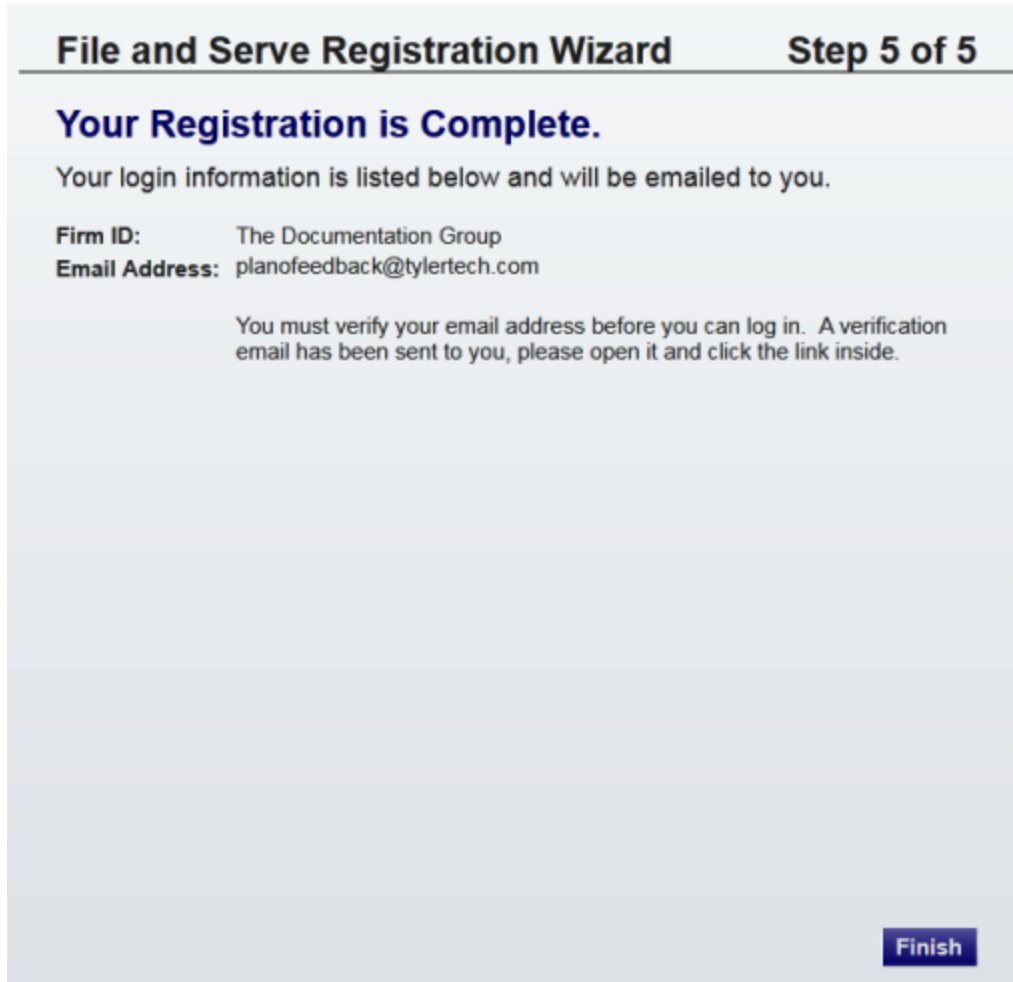 File and Serve Registration Wizard Step 5 of 5
Your Registration is Complete.
Your login information is listed below and will be emailed to you.
Firm ID: The Documentation Group
Email Address: planofeedback@tylertech.com
You must verify your email address before you can log in.  A verification
email has been sent to you, please open it and click the link inside.
Finish